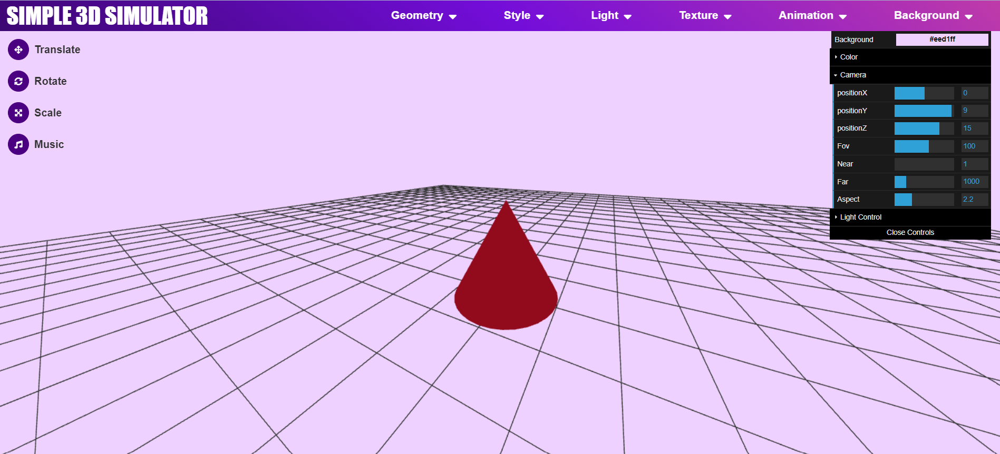 SIMPLE 3D SIMULATOR
Geometry Style Light Texture Animation Background
Translate
Rotate
Scale
Music
Background #eed1ff
Color
Camera
positionX 0
positionY 9
positionZ 15
Fov 100
Near 1
Far 1000
Aspect 2.2
Light Control
Close Controls